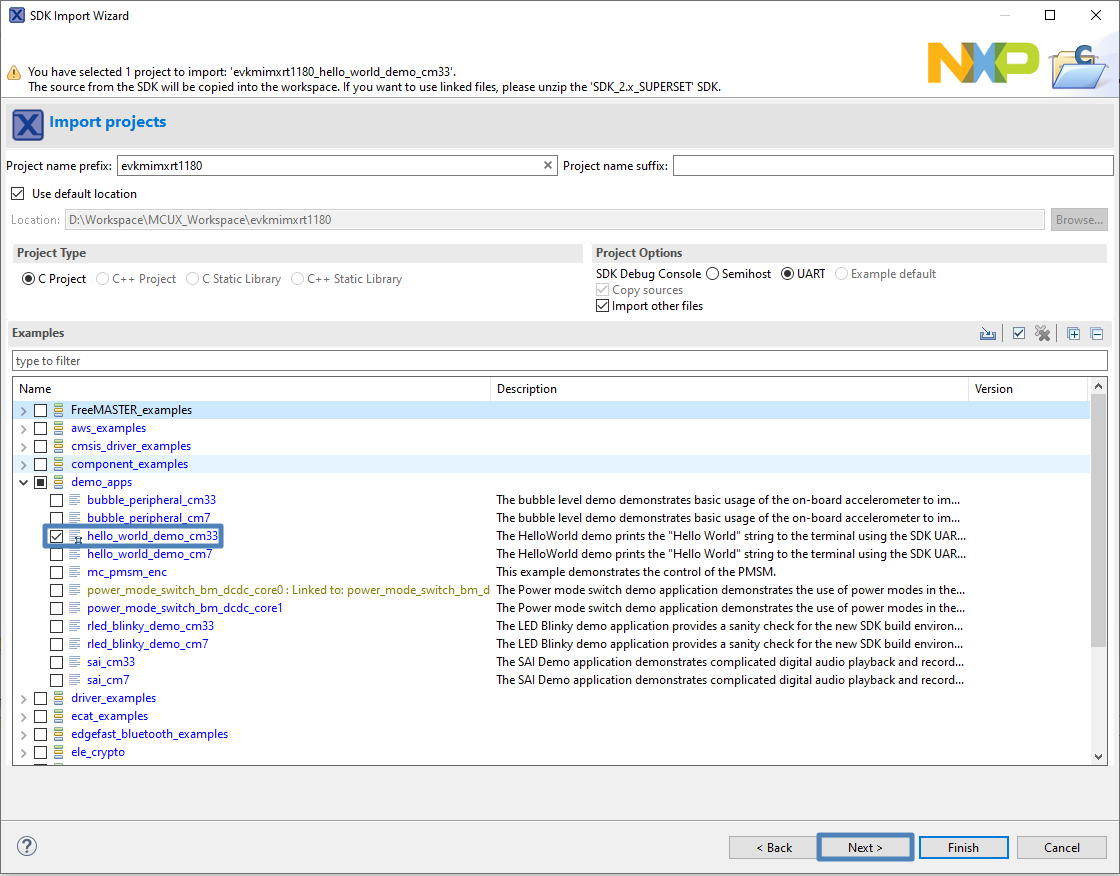 SDK Import Wizard
You have selected 1 project to import: 'evkmimxrt1180_hello_world_demo_cm33'.
The source from the SDK will be copied into the workspace. If you want to use linked files, please unzip the 'SDK_2.x_SUPERSET' SDK.
NXP
C
Import projects
Project name prefix: evkmimxrt1180 Project name suffix:
Use default location
Location: D:\Workspace\MCUX_Workspace\evkmimxrt1180 Browse...
Project Type Project Options
C Project C++ Project C Static Library C++ Static Library SDK Debug Console Semihost UART Example default
Copy sources
Import other files
Examples
type to filter
Name Description Version
FreeMASTER_examples
aws_examples
cmsis_driver_examples
component_examples
demo_apps
bubble_peripheral_cm33 The bubble level demo demonstrates basic usage of the on-board accelerometer to im...
bubble_peripheral_cm7 The bubble level demo demonstrates basic usage of the on-board accelerometer to im...
hello_world_demo_cm33 The HelloWorld demo prints the "Hello World" string to the terminal using the SDK UAR...
hello_world_demo_cm7 The HelloWorld demo prints the "Hello World" string to the terminal using the SDK UAR...
mc_pmsm_enc This example demonstrates the control of the PMSM.
power_mode_switch_bm_dcdc_core0 : Linked to: power_mode_switch_bm_d The Power mode switch demo application demonstrates the use of power modes in the...
power_mode_switch_bm_dcdc_core1 The Power mode switch demo application demonstrates the use of power modes in the...
rled_blinky_demo_cm33 The LED Blinky demo application provides a sanity check for the new SDK build environ...
rled_blinky_demo_cm7 The LED Blinky demo application provides a sanity check for the new SDK build environ...
sai_cm33 The SAI Demo application demonstrates complicated digital audio playback and record...
sai_cm7 The SAI Demo application demonstrates complicated digital audio playback and record...
driver_examples
ecat_examples
edgefast_bluetooth_examples
ele_crypto
? < Back Next > Finish Cancel